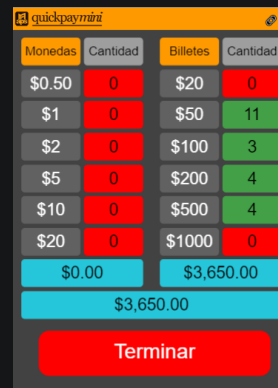 quickpaymini
Monedas Cantidad Billetes Cantidad
$0.50 0 $20 0
$1 0 $50 11
$2 0 $100 3
$5 0 $200 4
$10 0 $500 4
$20 0 $1000 0
$0.00 $3,650.00
$3,650.00
Terminar